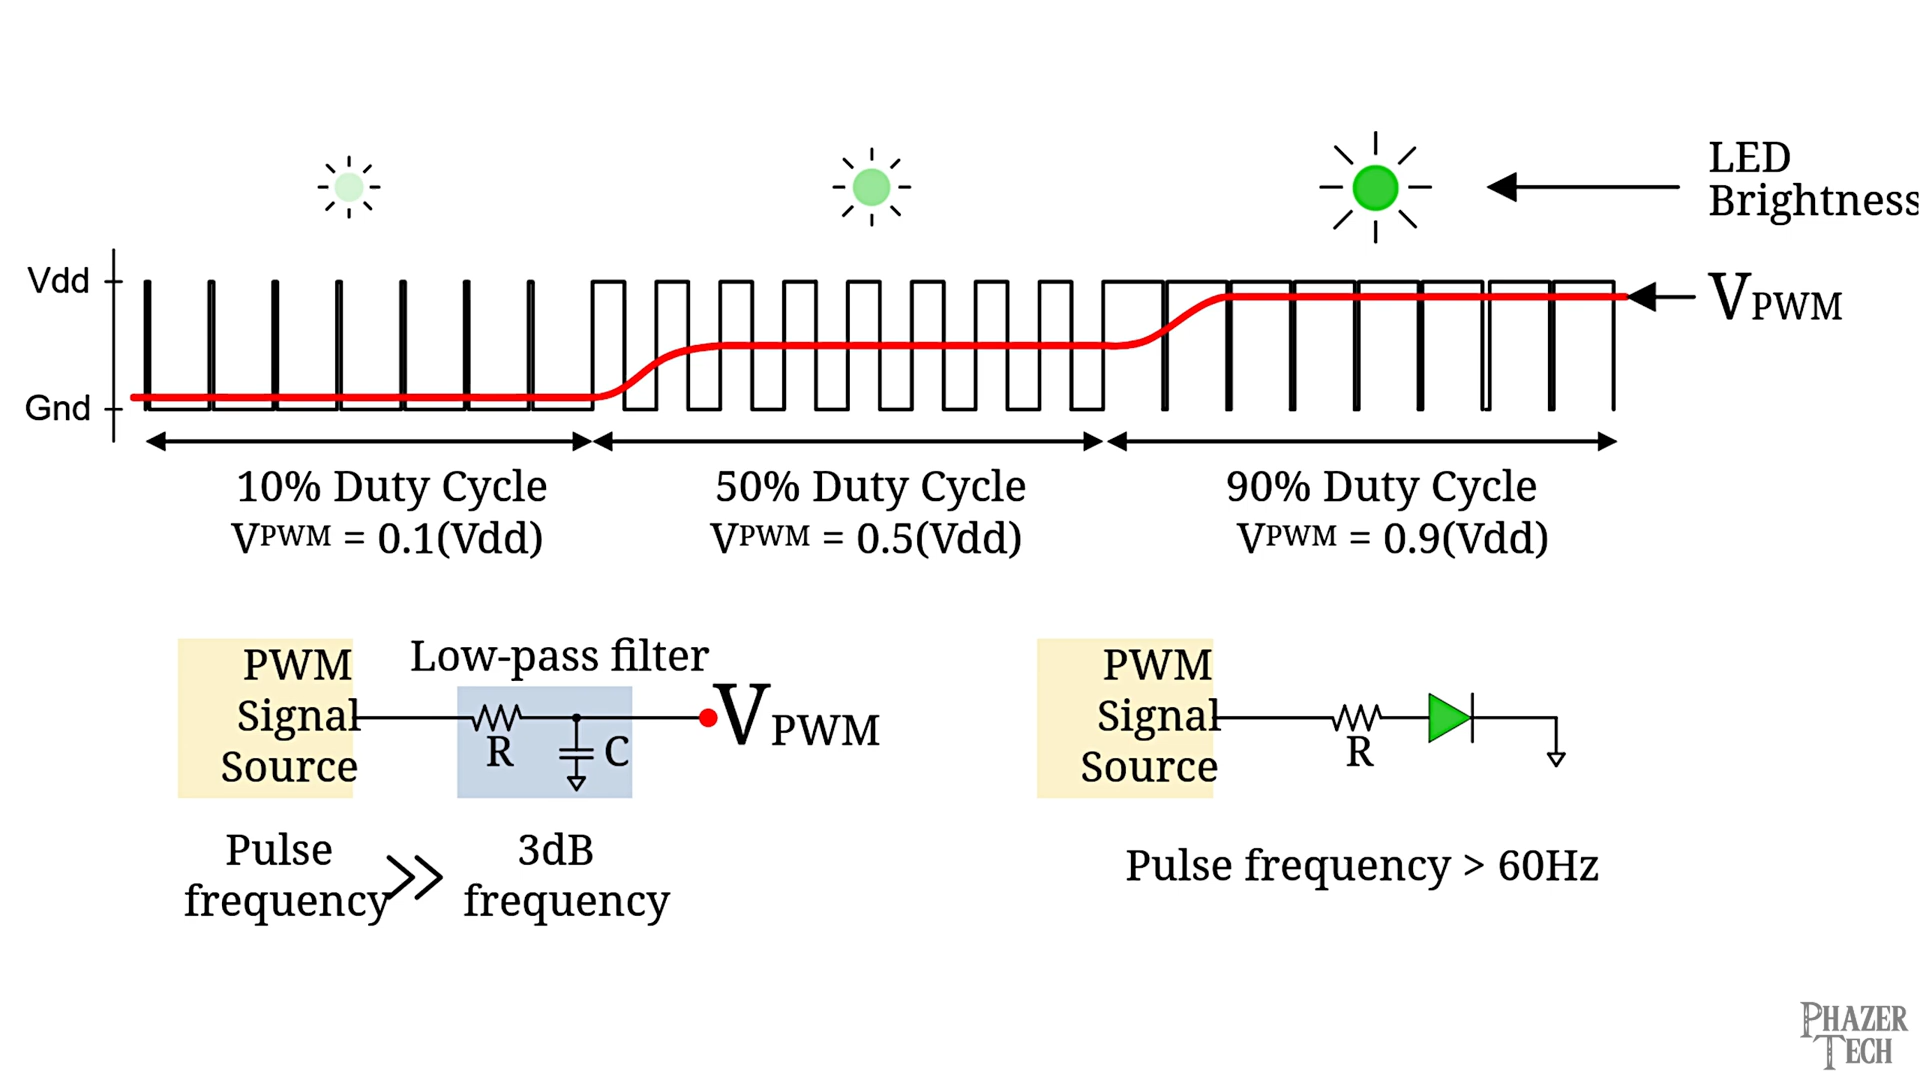 LED
Brightness
Vdd
VPWM
Gnd
10% Duty Cycle
VPWM = 0.1(Vdd)
50% Duty Cycle
VPWM = 0.5(Vdd)
90% Duty Cycle
VPWM = 0.9(Vdd)
PWM
Signal
Source
Low-pass filter
R
C
VPWM
Pulse
frequency
>>
3dB
frequency
PWM
Signal
Source
R
Pulse frequency > 60Hz
PHAZER
TECH